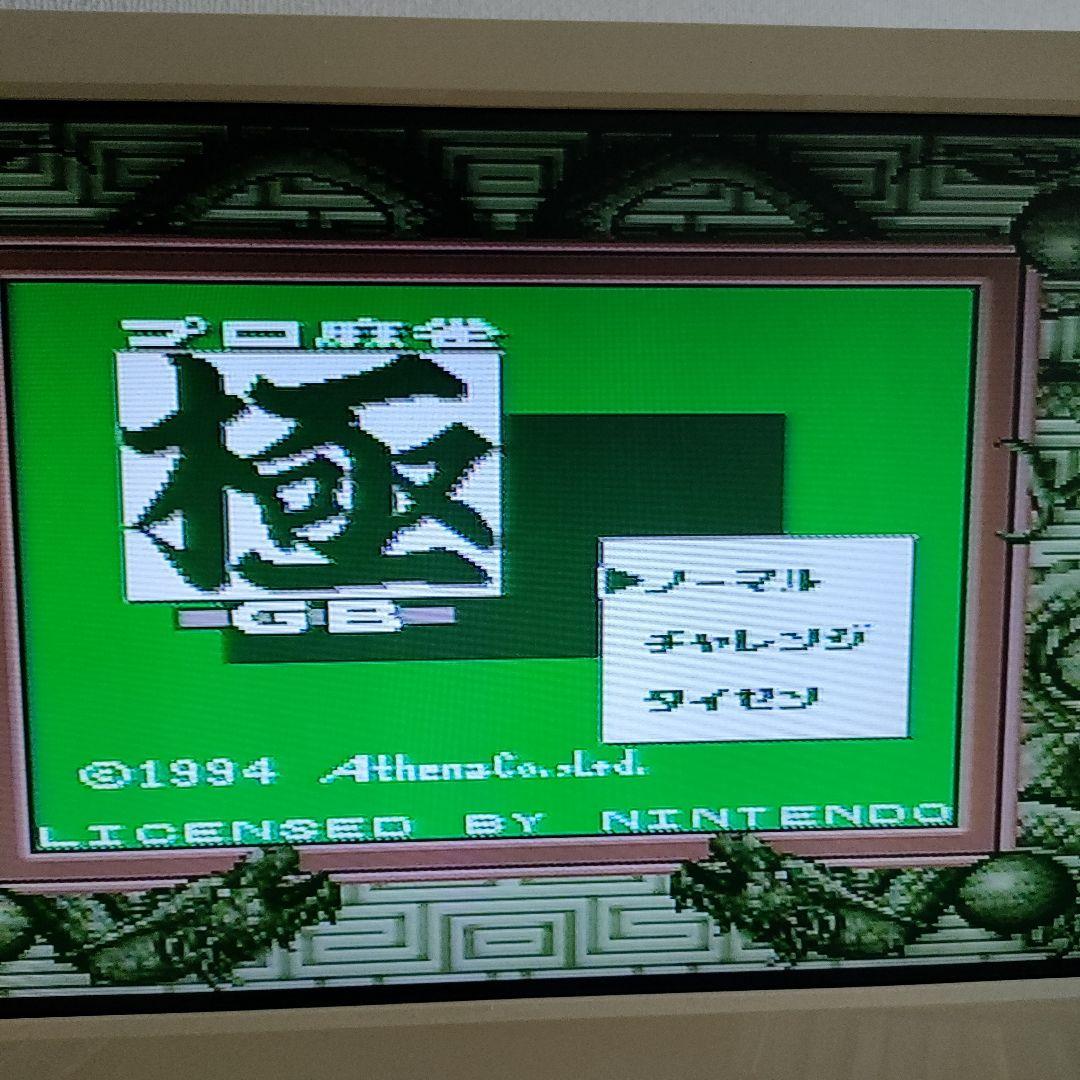 プロ麻雀
極
GB
ノーマル
チャレンジ
タイセン
©1994 Athena Co.,Ltd.
LICENSED BY NINTENDO